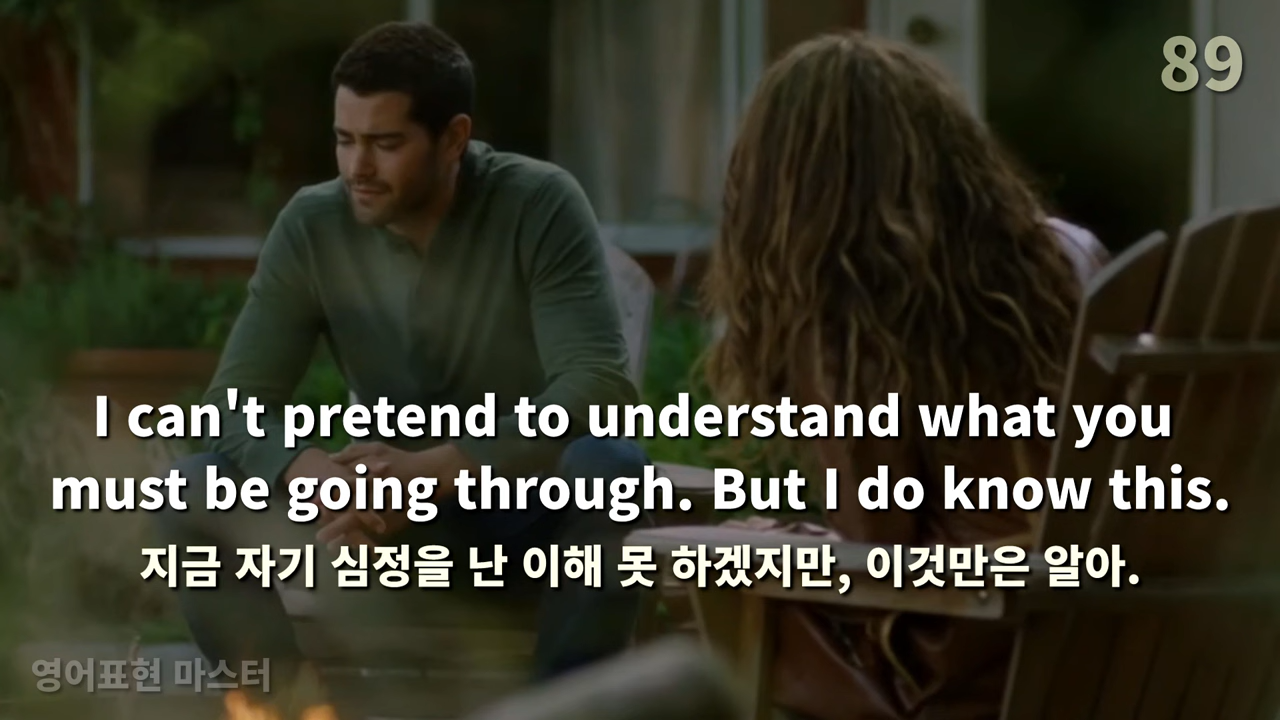 89
I can't pretend to understand what you
must be going through. But I do know this.
지금 자기 심정을 난 이해 못 하겠지만, 이것만은 알아.
영어표현 마스터